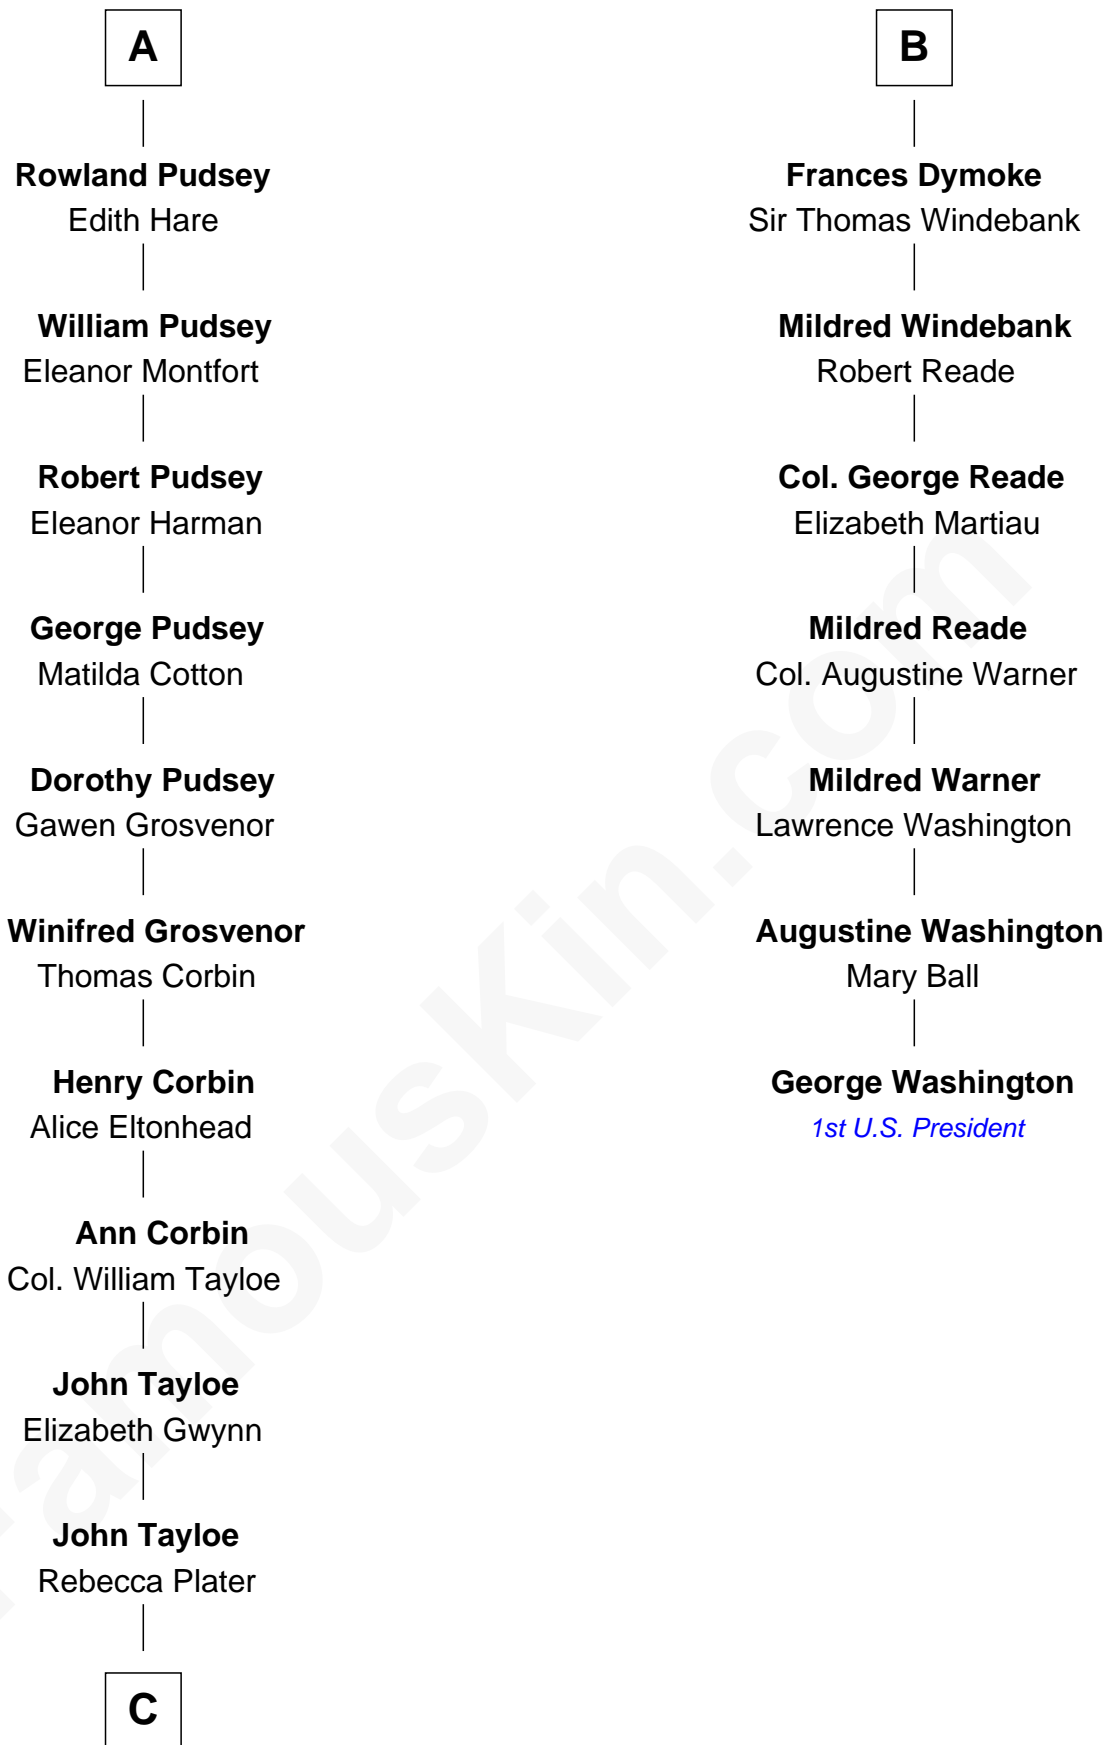 A
Rowland Pudsey
Edith Hare
William Pudsey
Eleanor Montfort
Robert Pudsey
Eleanor Harman
George Pudsey
Matilda Cotton
Dorothy Pudsey
Gawen Grosvenor
Winifred Grosvenor
Thomas Corbin
Henry Corbin
Alice Eltonhead
Ann Corbin
Col. William Tayloe
John Tayloe
Elizabeth Gwynn
John Tayloe
Rebecca Plater
C
B
Frances Dymoke
Sir Thomas Windebank
Mildred Windebank
Robert Reade
Col. George Reade
Elizabeth Martiau
Mildred Reade
Col. Augustine Warner
Mildred Warner
Lawrence Washington
Augustine Washington
Mary Ball
George Washington
1st U.S. President
FamousKin.com